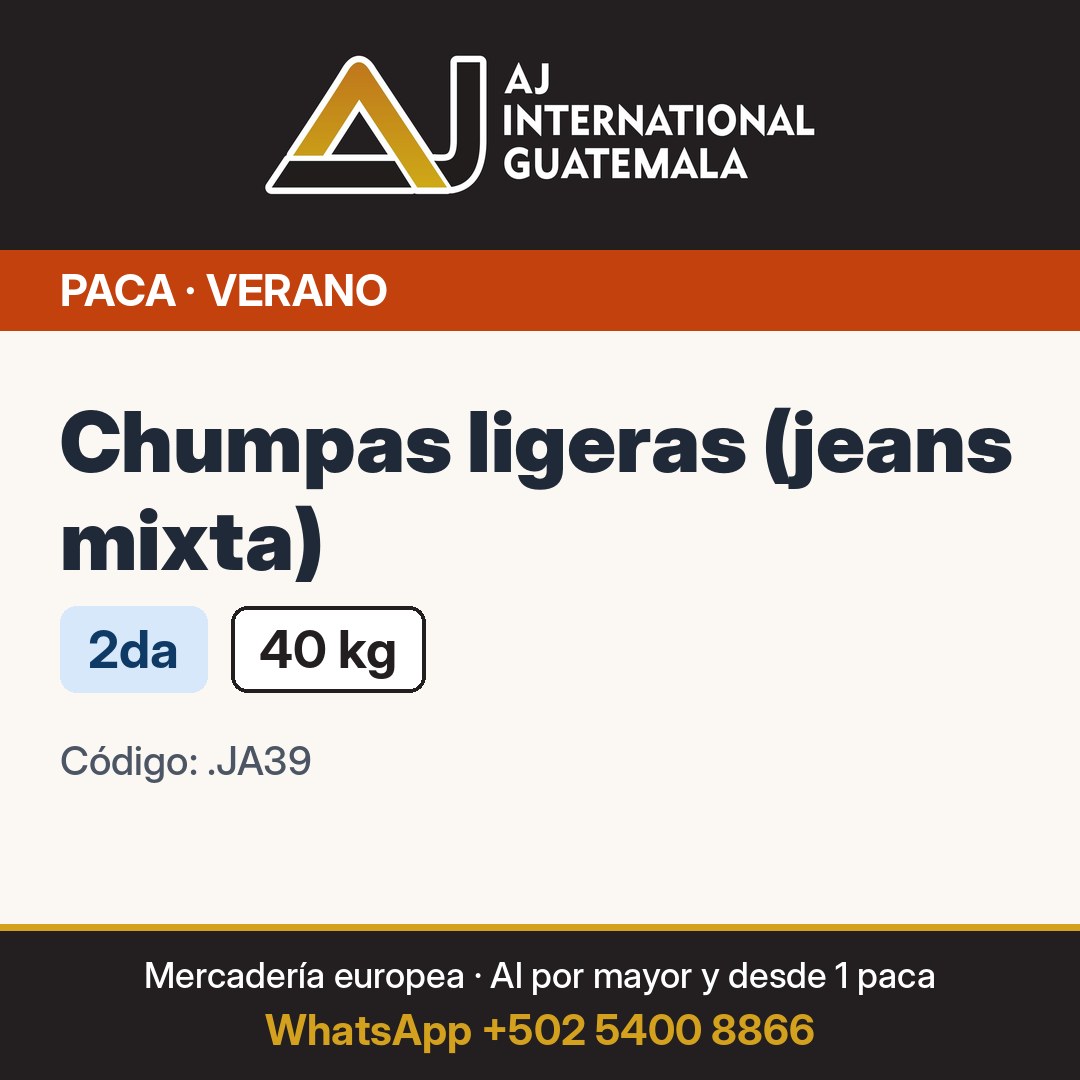 AJ
AJ
INTERNATIONAL
GUATEMALA
PACA · VERANO
Chumpas ligeras (jeans
mixta)
2da
40 kg
Código: .JA39
Mercadería europea · Al por mayor y desde 1 paca
WhatsApp +502 5400 8866